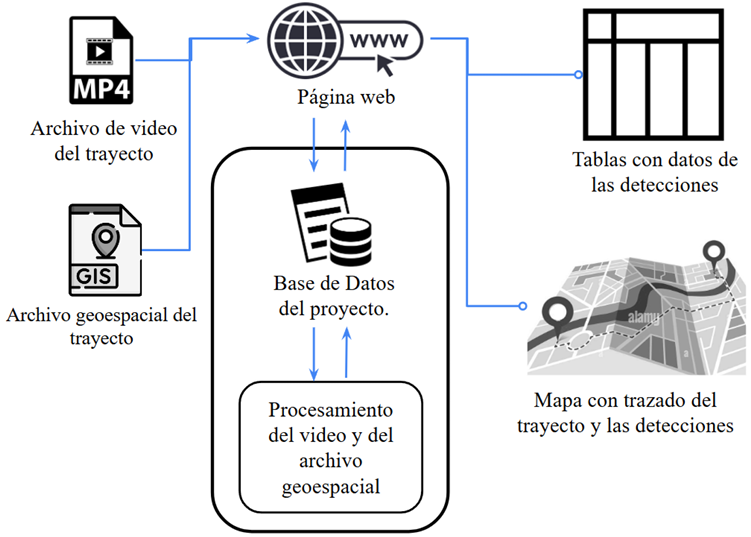 MP4
Archivo de video
del trayecto
GIS
Archivo geoespacial del
trayecto
www
Página web
Base de Datos
del proyecto.
Procesamiento
del video y del
archivo
geoespacial
Tablas con datos de
las detecciones
alamy
a
Mapa con trazado del
trayecto y las detecciones